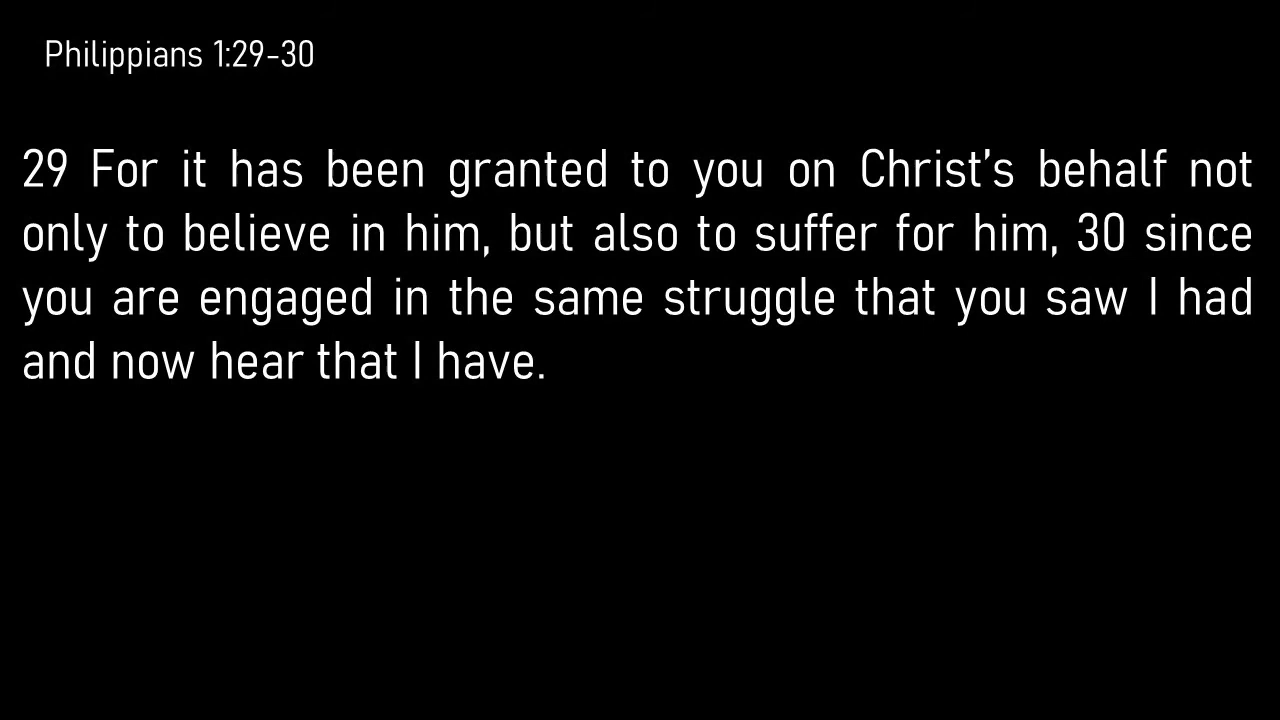 Philippians 1:29-30
29 For it has been granted to you on Christ’s behalf not
only to believe in him, but also to suffer for him, 30 since
you are engaged in the same struggle that you saw I had
and now hear that I have.